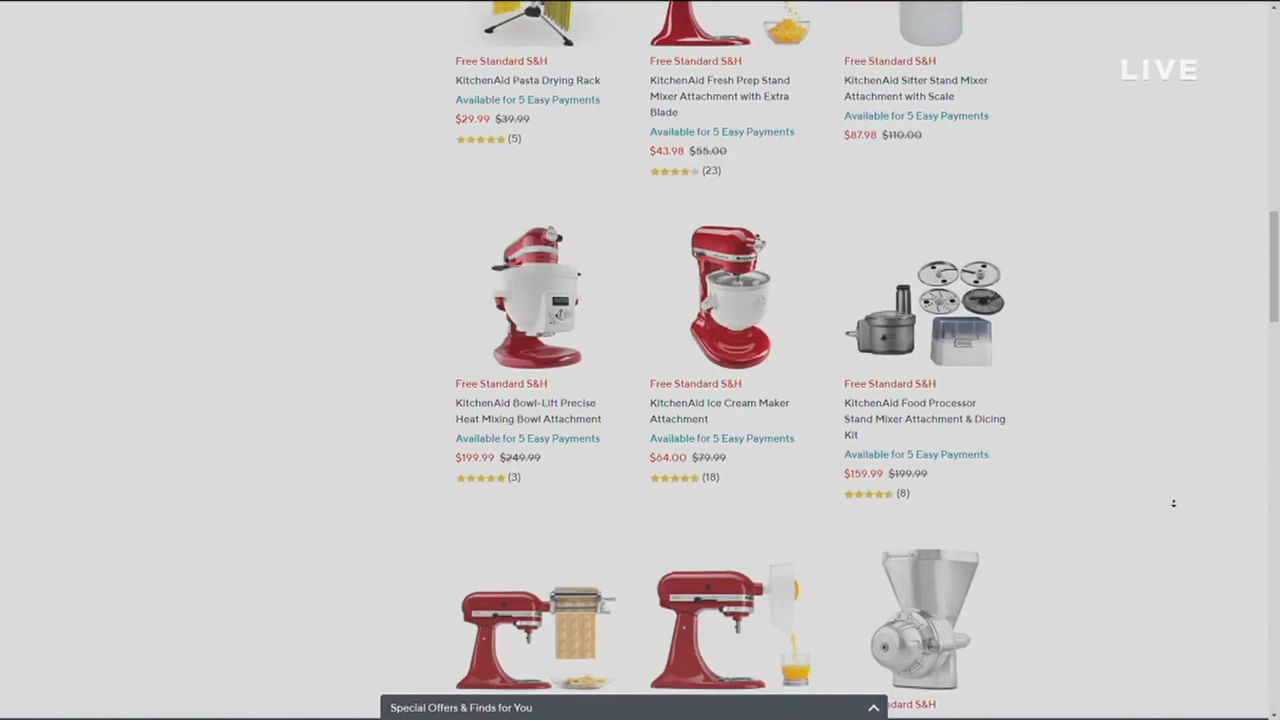 LIVE
Free Standard S&H
KitchenAid Pasta Drying Rack
Available for 5 Easy Payments
$29.99 $39.99
(5)
Free Standard S&H
KitchenAid Fresh Prep Stand
Mixer Attachment with Extra
Blade
Available for 5 Easy Payments
$43.98 $55.00
(23)
Free Standard S&H
KitchenAid Sifter Stand Mixer
Attachment with Scale
Available for 5 Easy Payments
$87.98 $110.00
Free Standard S&H
KitchenAid Bowl-Lift Precise
Heat Mixing Bowl Attachment
Available for 5 Easy Payments
$199.99 $249.99
(3)
Free Standard S&H
KitchenAid Ice Cream Maker
Attachment
Available for 5 Easy Payments
$64.00 $79.99
(18)
Free Standard S&H
KitchenAid Food Processor
Stand Mixer Attachment & Dicing
Kit
Available for 5 Easy Payments
$159.99 $199.99
(8)
dard S&H
Special Offers & Finds for You